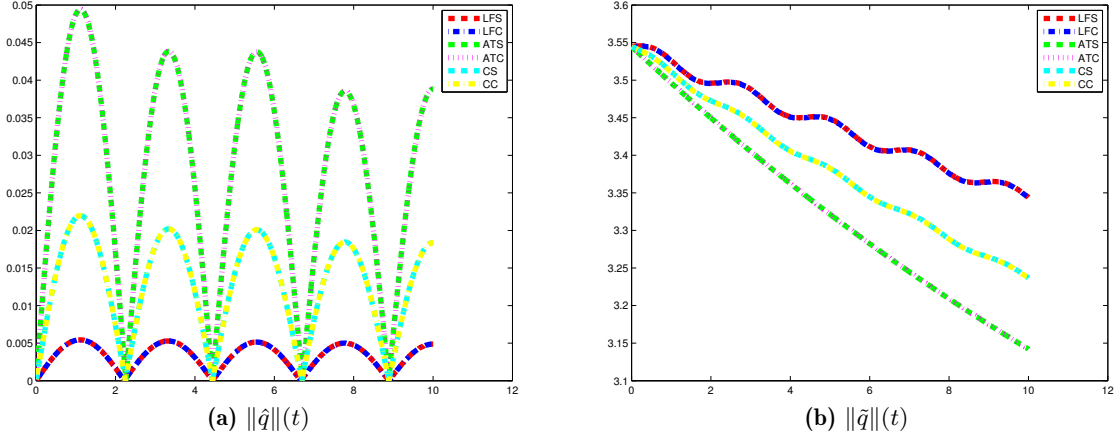 0.05
0.045
0.04
0.035
0.03
0.025
0.02
0.015
0.01
0.005
0
0 2 4 6 8 10 12
LFS
LFC
ATS
ATC
CS
CC
(a) ‖q̂‖(t)
3.6
3.55
3.5
3.45
3.4
3.35
3.3
3.25
3.2
3.15
3.1
0 2 4 6 8 10 12
LFS
LFC
ATS
ATC
CS
CC
(b) ‖q̃‖(t)